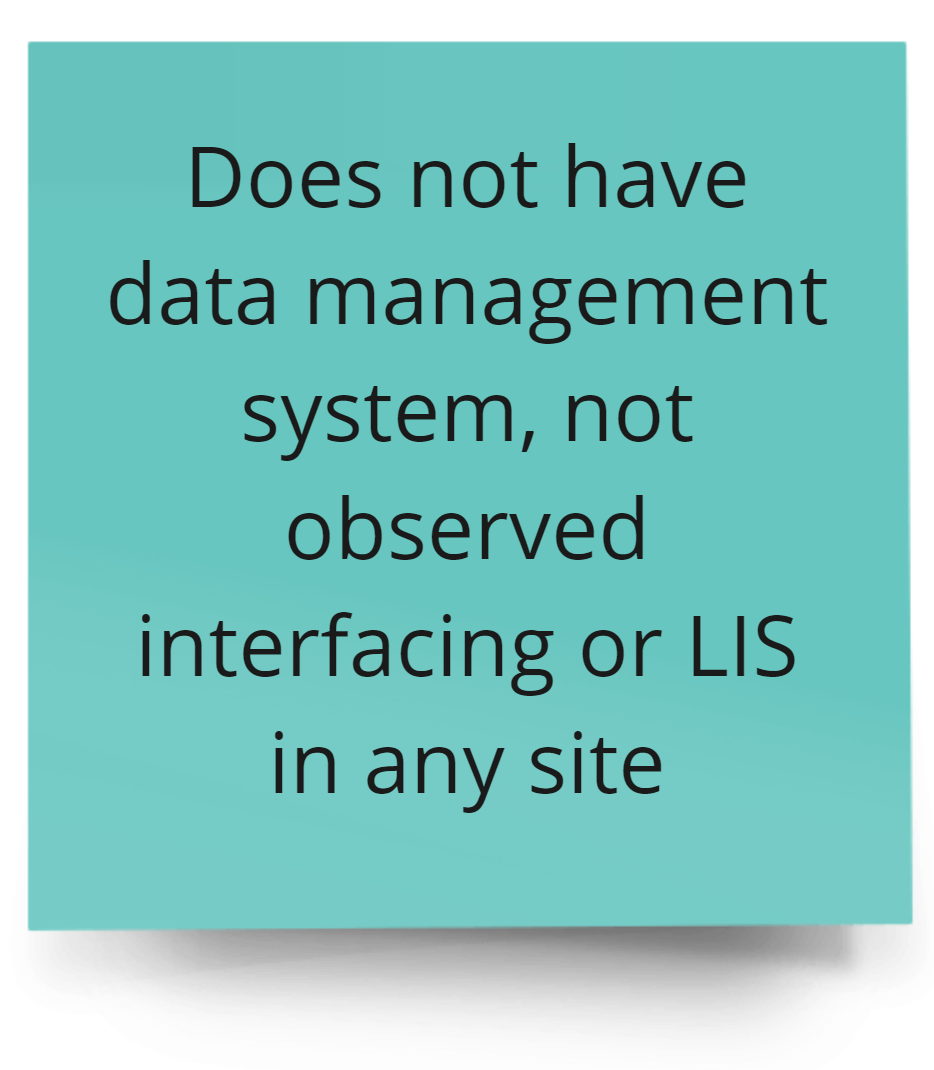 Does not have
data management
system, not
observed
interfacing or LIS
in any site